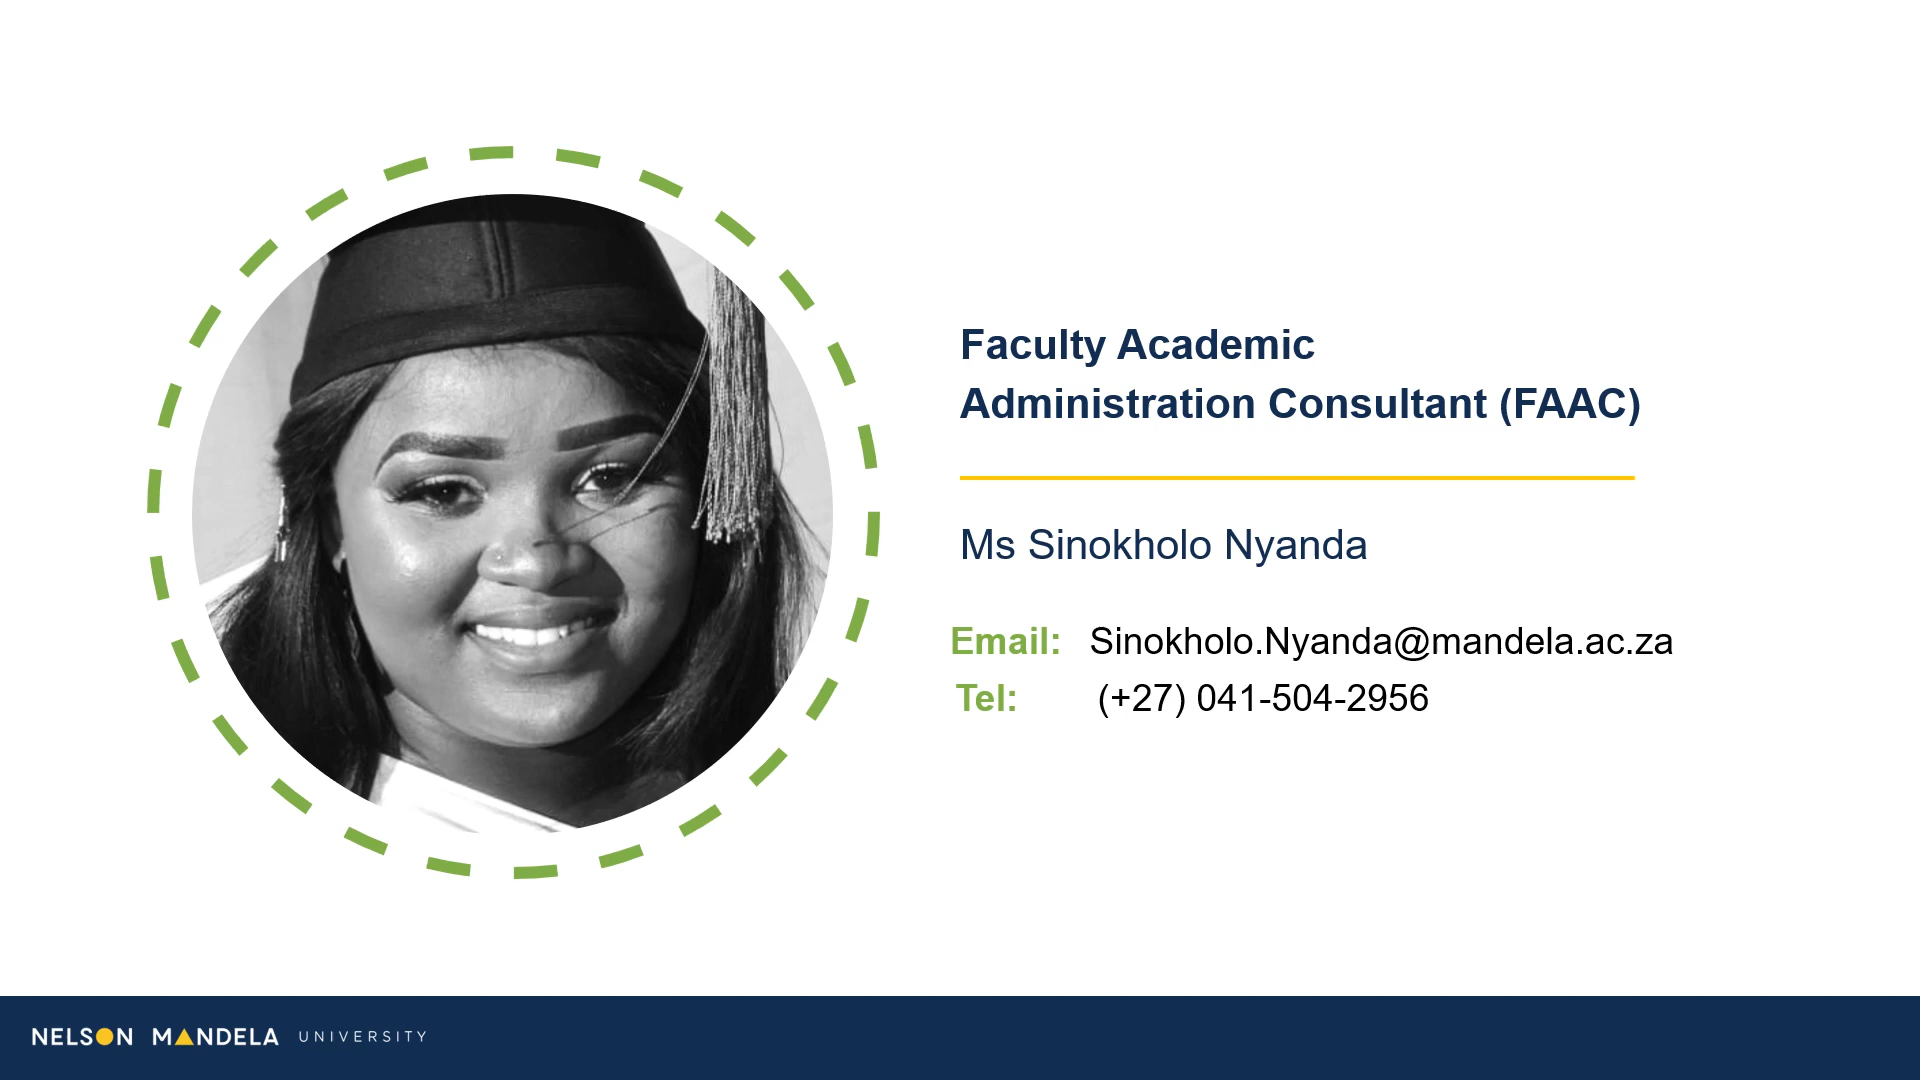 Faculty Academic
Administration Consultant (FAAC)
Ms Sinokholo Nyanda
Email: Sinokholo.Nyanda@mandela.ac.za
Tel: (+27) 041-504-2956
NELSON MANDELA UNIVERSITY